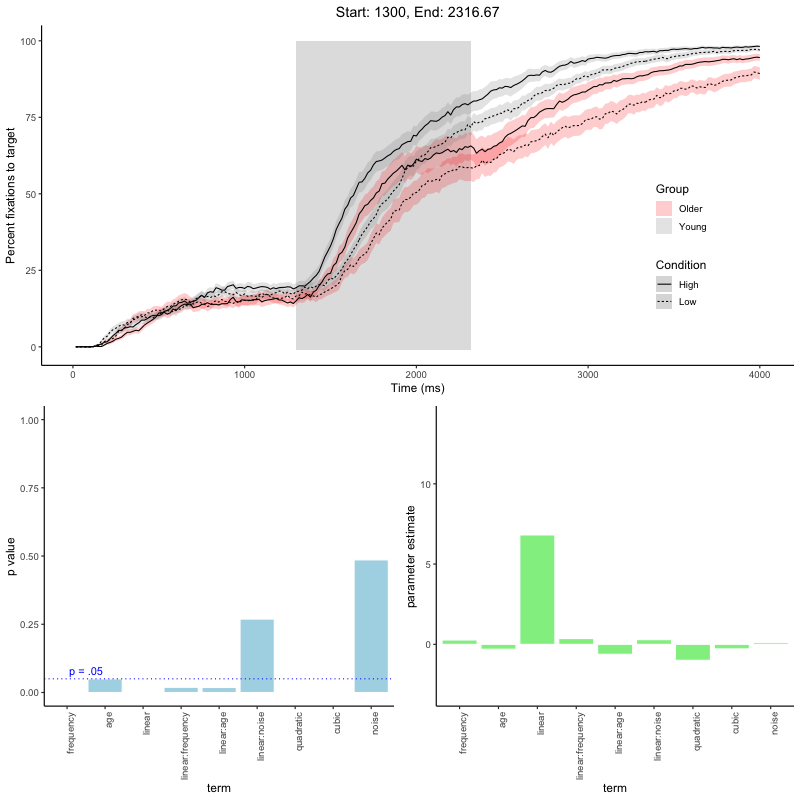 Start: 1300, End: 2316.67
Percent fixations to target
100
75
50
25
0
0
1000
2000
3000
4000
Time (ms)
Group
Older
Young
Condition
High
Low
p value
1.00
0.75
0.50
0.25
0.00
p = .05
frequency
age
linear
linear:frequency
linear:age
linear:noise
quadratic
cubic
noise
term
parameter estimate
10
5
0
frequency
age
linear
linear:frequency
linear:age
linear:noise
quadratic
cubic
noise
term